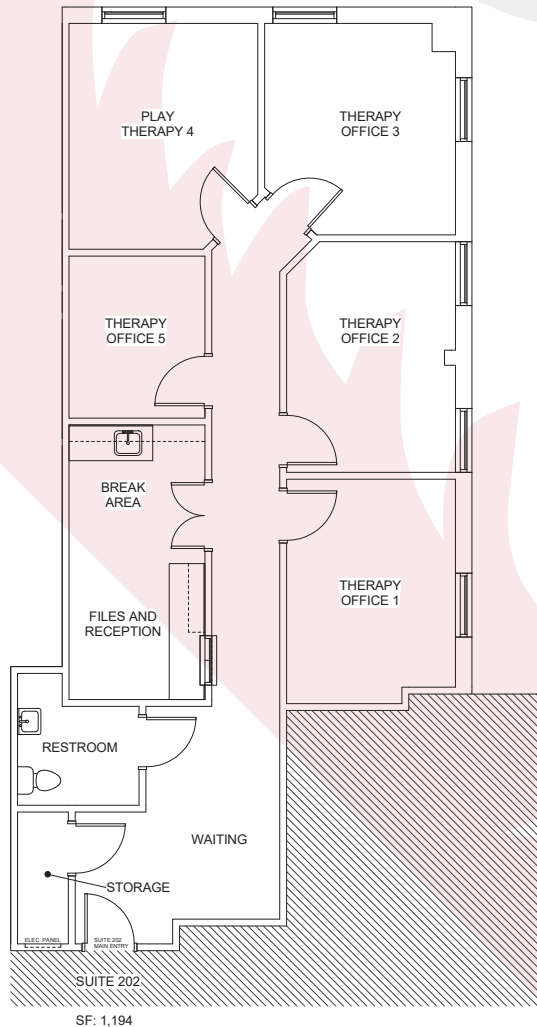 PLAY
THERAPY 4
THERAPY
OFFICE 3
THERAPY
OFFICE 5
THERAPY
OFFICE 2
BREAK
AREA
THERAPY
OFFICE 1
FILES AND
RECEPTION
RESTROOM
WAITING
STORAGE
ELEC. PANEL
SUITE 202
MAIN ENTRY
SUITE 202
SF: 1,194